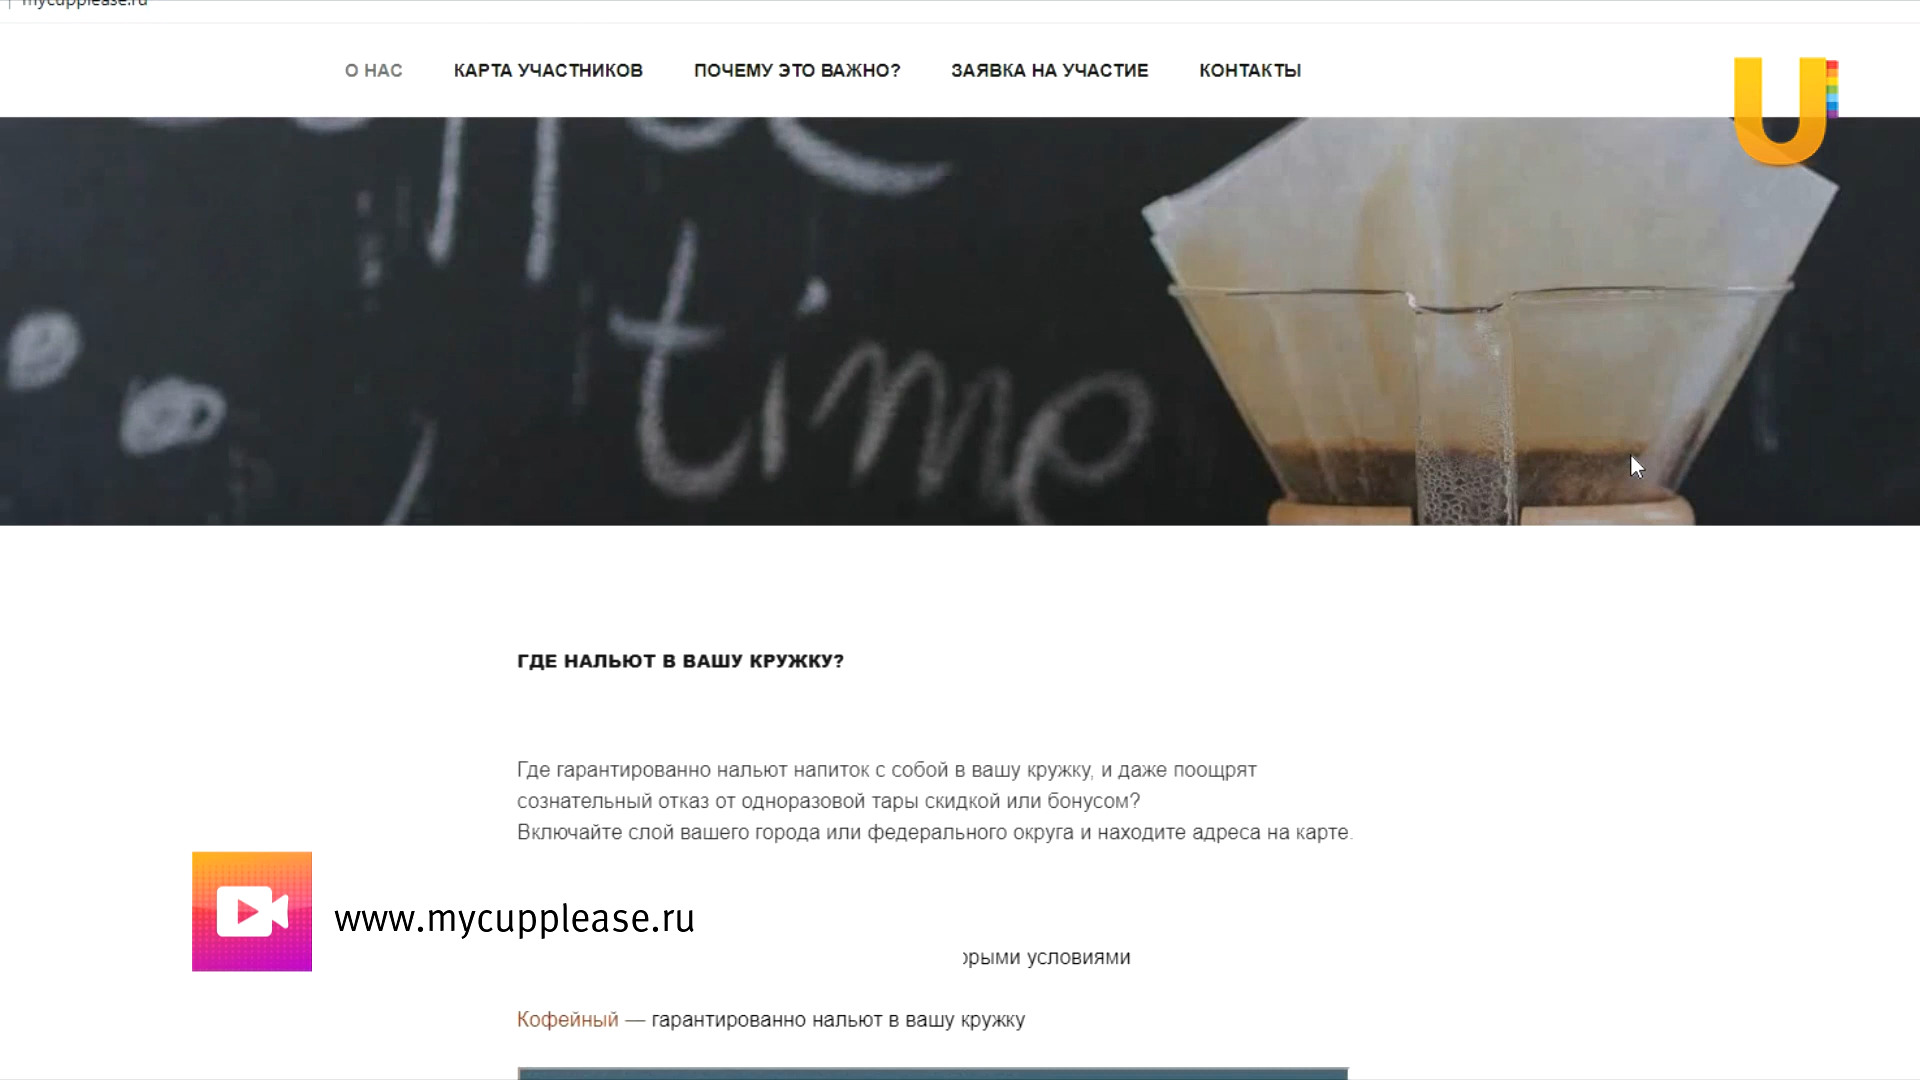 mycupplease.ru
О НАС КАРТА УЧАСТНИКОВ ПОЧЕМУ ЭТО ВАЖНО? ЗАЯВКА НА УЧАСТИЕ КОНТАКТЫ
U
time
ГДЕ НАЛЬЮТ В ВАШУ КРУЖКУ?
Где гарантированно нальют напиток с собой в вашу кружку, и даже поощрят
сознательный отказ от одноразовой тары скидкой или бонусом?
Включайте слой вашего города или федерального округа и находите адреса на карте.
www.mycupplease.ru
условиями
Кофейный — гарантированно нальют в вашу кружку